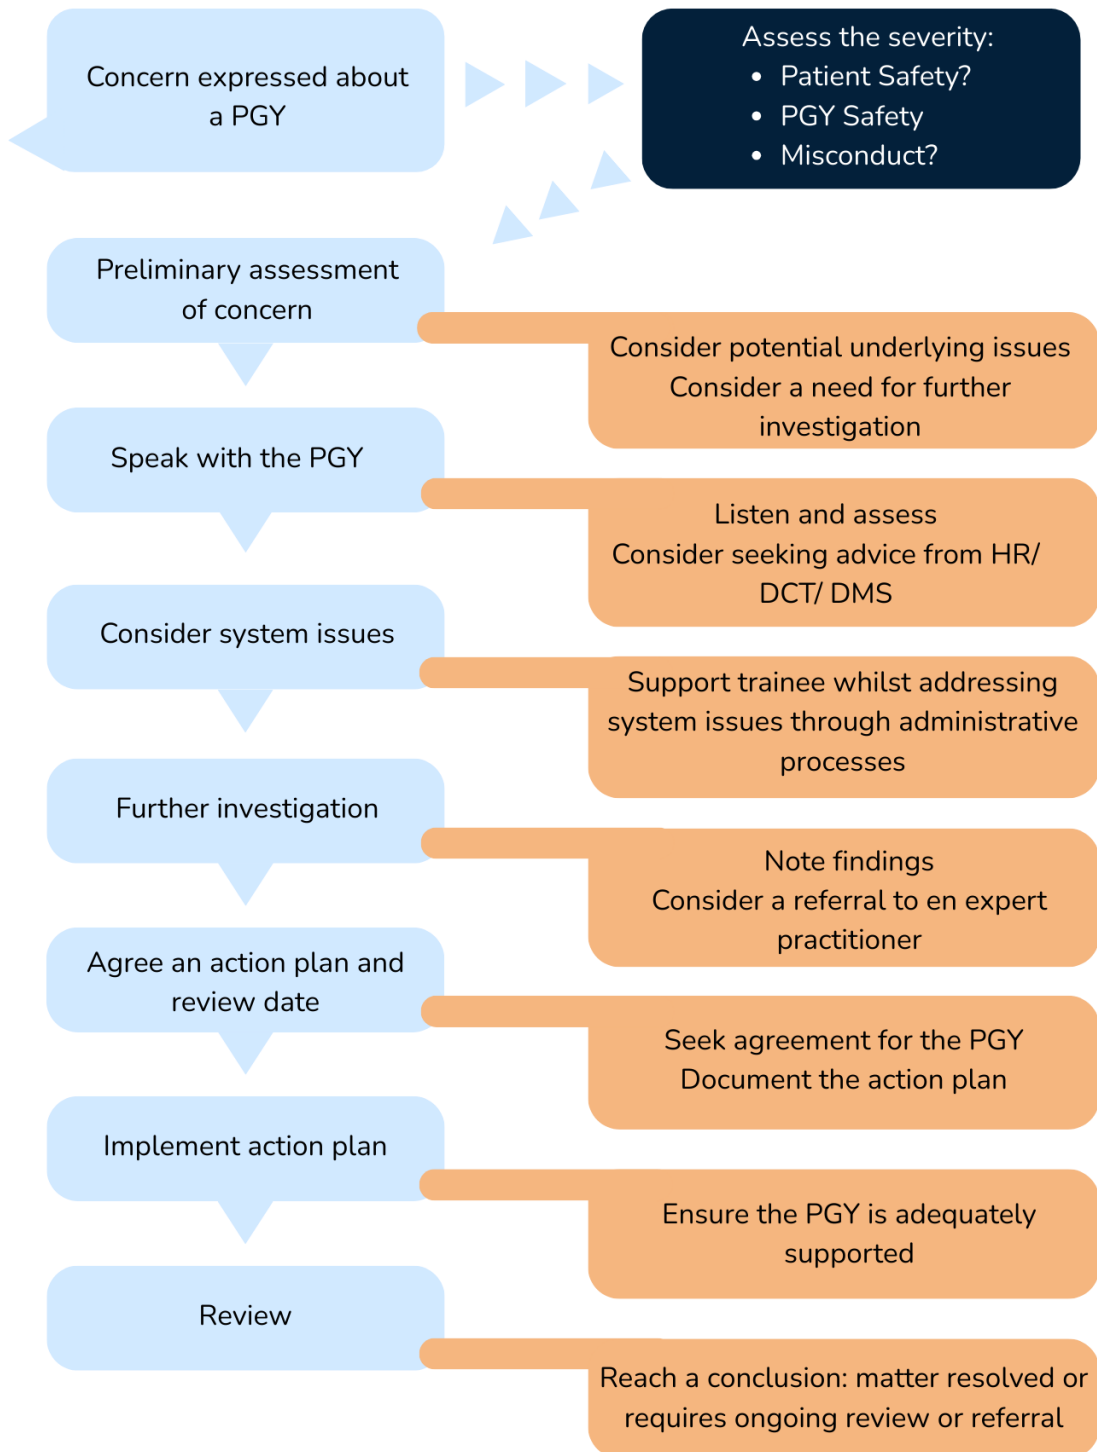 Concern expressed about
a PGY
Assess the severity:
• Patient Safety?
• PGY Safety
• Misconduct?
Preliminary assessment
of concern
Consider potential underlying issues
Consider a need for further
investigation
Speak with the PGY
Listen and assess
Consider seeking advice from HR/
DCT/ DMS
Consider system issues
Support trainee whilst addressing
system issues through administrative
processes
Further investigation
Note findings
Consider a referral to en expert
practitioner
Agree an action plan and
review date
Seek agreement for the PGY
Document the action plan
Implement action plan
Ensure the PGY is adequately
supported
Review
Reach a conclusion: matter resolved or
requires ongoing review or referral